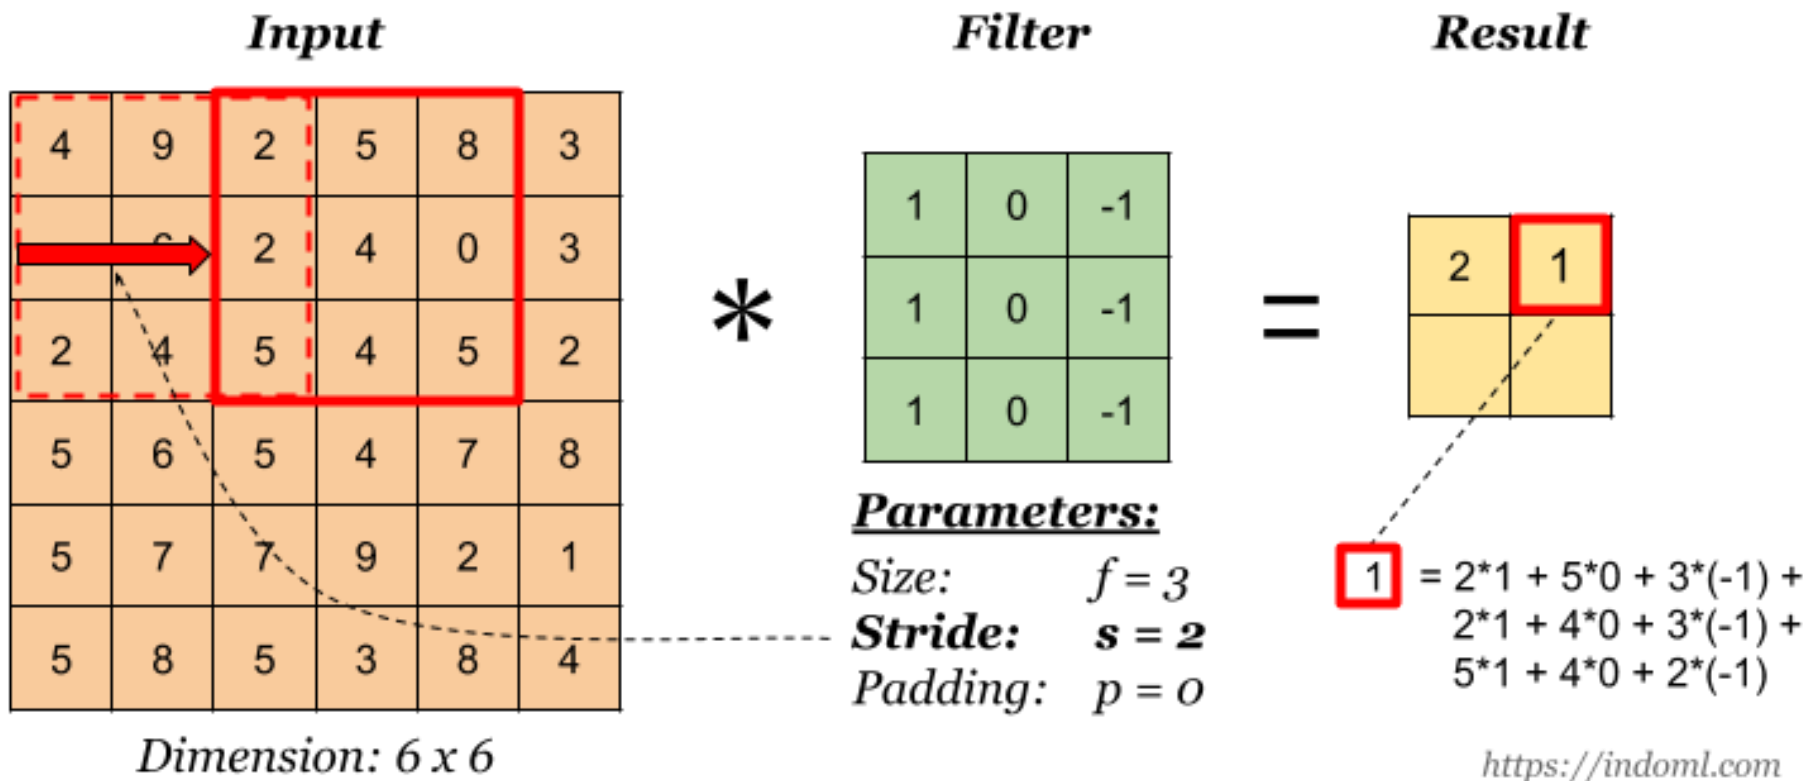 Input
Filter
Result
4 9 2 5 8 3
2 4 0 3
2 4 5 4 5 2
5 6 5 4 7 8
5 7 7 9 2 1
5 8 5 3 8 4
Dimension: 6 x 6
*
1 0 -1
1 0 -1
1 0 -1
Parameters:
Size: f = 3
Stride: s = 2
Padding: p = 0
=
2 1
1 = 2*1 + 5*0 + 3*(-1) +
2*1 + 4*0 + 3*(-1) +
5*1 + 4*0 + 2*(-1)
https://indoml.com